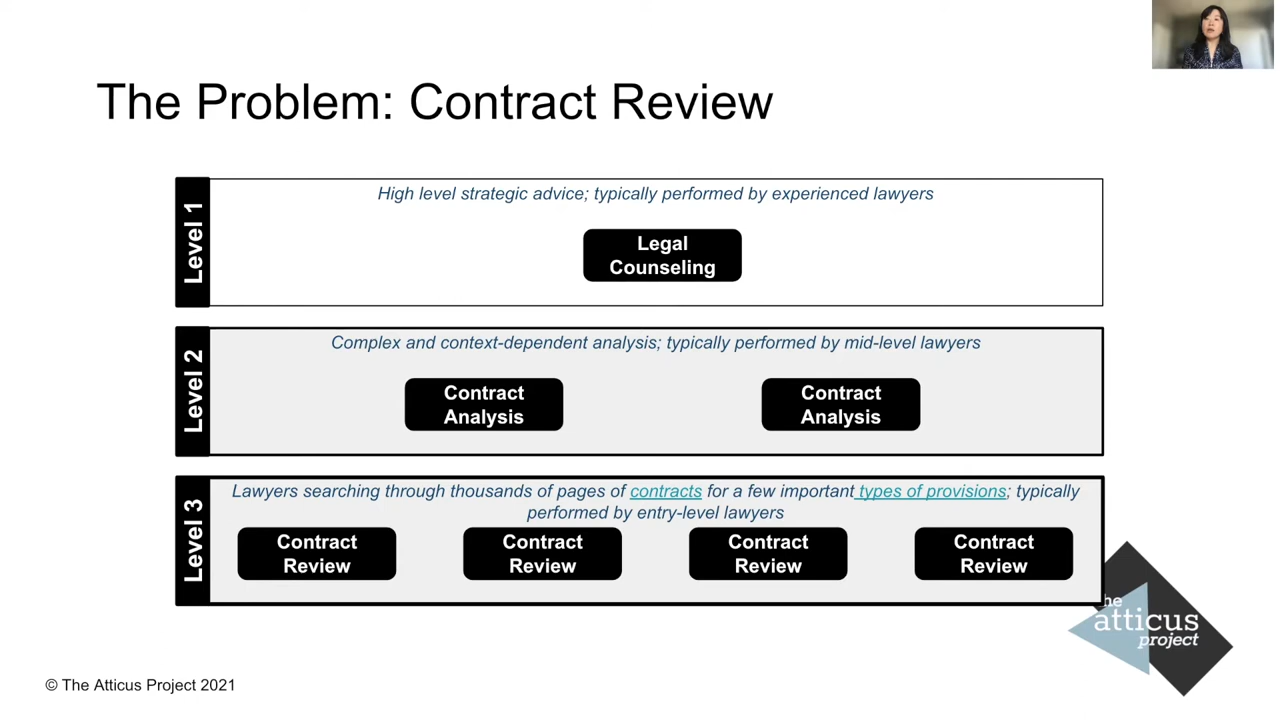 The Problem: Contract Review
Level 1
High level strategic advice; typically performed by experienced lawyers
Legal
Counseling
Level 2
Complex and context-dependent analysis; typically performed by mid-level lawyers
Contract
Analysis
Contract
Analysis
Level 3
Lawyers searching through thousands of pages of contracts for a few important types of provisions; typically
performed by entry-level lawyers
Contract
Review
Contract
Review
Contract
Review
Contract
Review
he
atticus
project
© The Atticus Project 2021